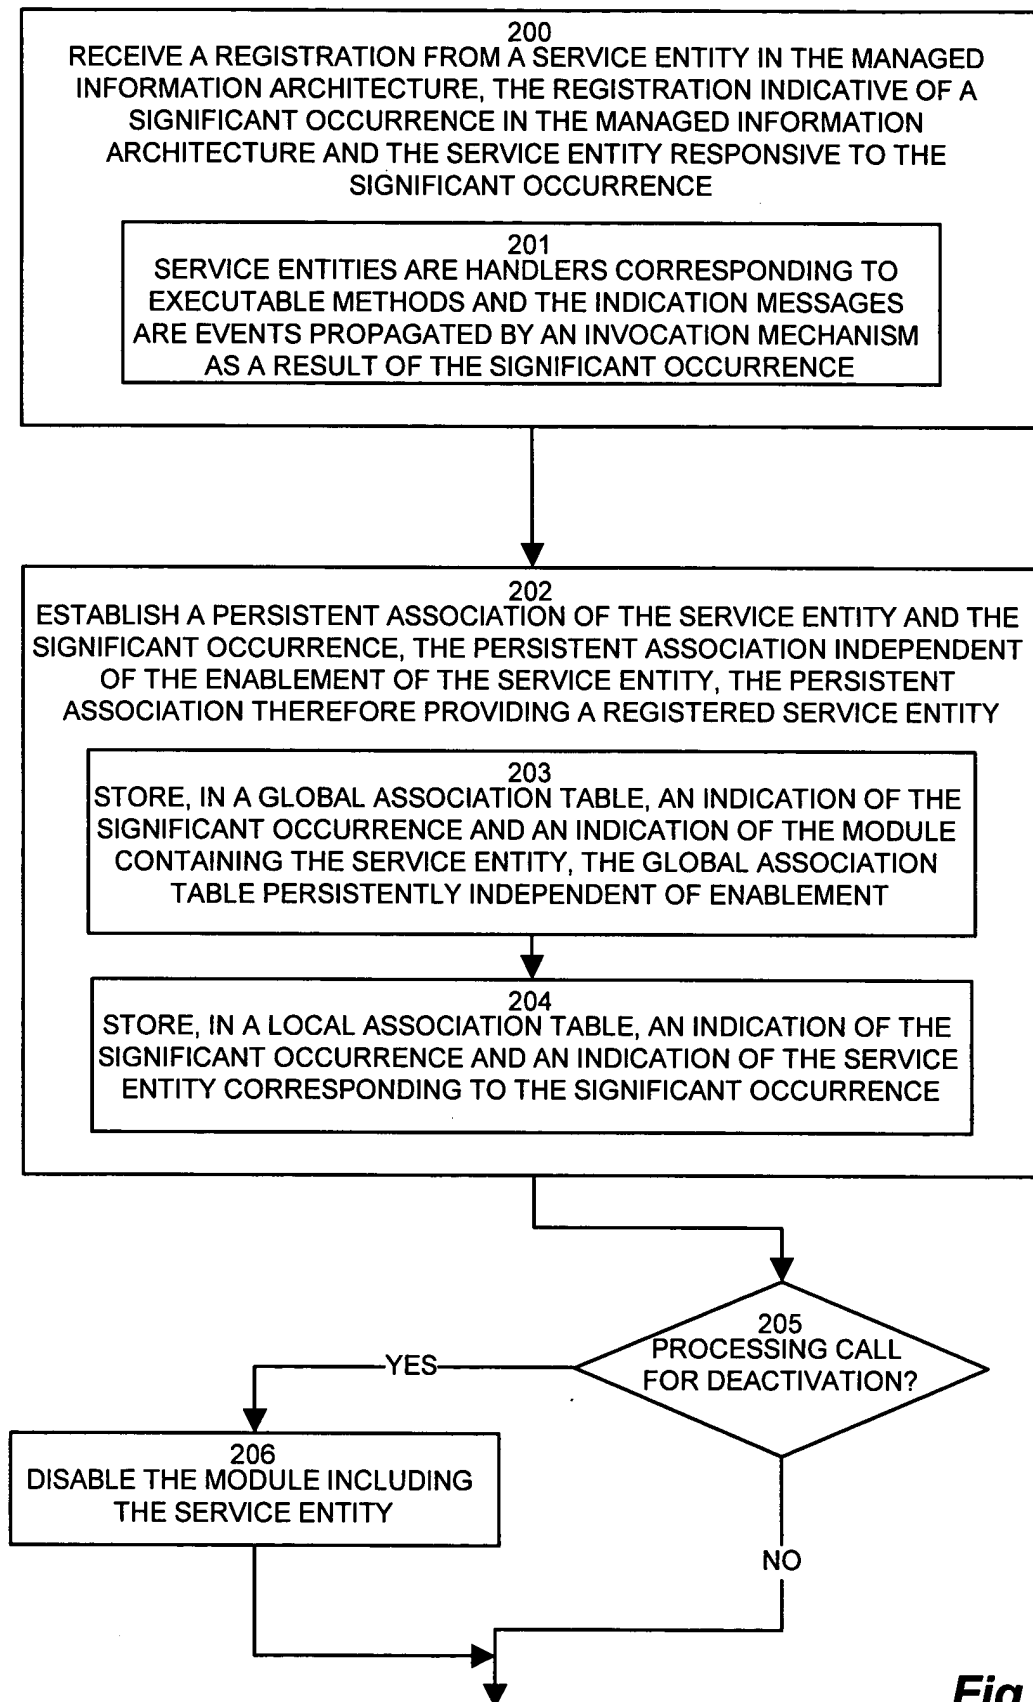 200
RECEIVE A REGISTRATION FROM A SERVICE ENTITY IN THE MANAGED
INFORMATION ARCHITECTURE, THE REGISTRATION INDICATIVE OF A
SIGNIFICANT OCCURRENCE IN THE MANAGED INFORMATION
ARCHITECTURE AND THE SERVICE ENTITY RESPONSIVE TO THE
SIGNIFICANT OCCURRENCE
201
SERVICE ENTITIES ARE HANDLERS CORRESPONDING TO
EXECUTABLE METHODS AND THE INDICATION MESSAGES
ARE EVENTS PROPAGATED BY AN INVOCATION MECHANISM
AS A RESULT OF THE SIGNIFICANT OCCURRENCE
202
ESTABLISH A PERSISTENT ASSOCIATION OF THE SERVICE ENTITY AND THE
SIGNIFICANT OCCURRENCE, THE PERSISTENT ASSOCIATION INDEPENDENT
OF THE ENABLEMENT OF THE SERVICE ENTITY, THE PERSISTENT
ASSOCIATION THEREFORE PROVIDING A REGISTERED SERVICE ENTITY
203
STORE, IN A GLOBAL ASSOCIATION TABLE, AN INDICATION OF THE
SIGNIFICANT OCCURRENCE AND AN INDICATION OF THE MODULE
CONTAINING THE SERVICE ENTITY, THE GLOBAL ASSOCIATION
TABLE PERSISTENTLY INDEPENDENT OF ENABLEMENT
204
STORE, IN A LOCAL ASSOCIATION TABLE, AN INDICATION OF THE
SIGNIFICANT OCCURRENCE AND AN INDICATION OF THE SERVICE
ENTITY CORRESPONDING TO THE SIGNIFICANT OCCURRENCE
205
PROCESSING CALL
FOR DEACTIVATION?
YES
206
DISABLE THE MODULE INCLUDING
THE SERVICE ENTITY
NO
Fig